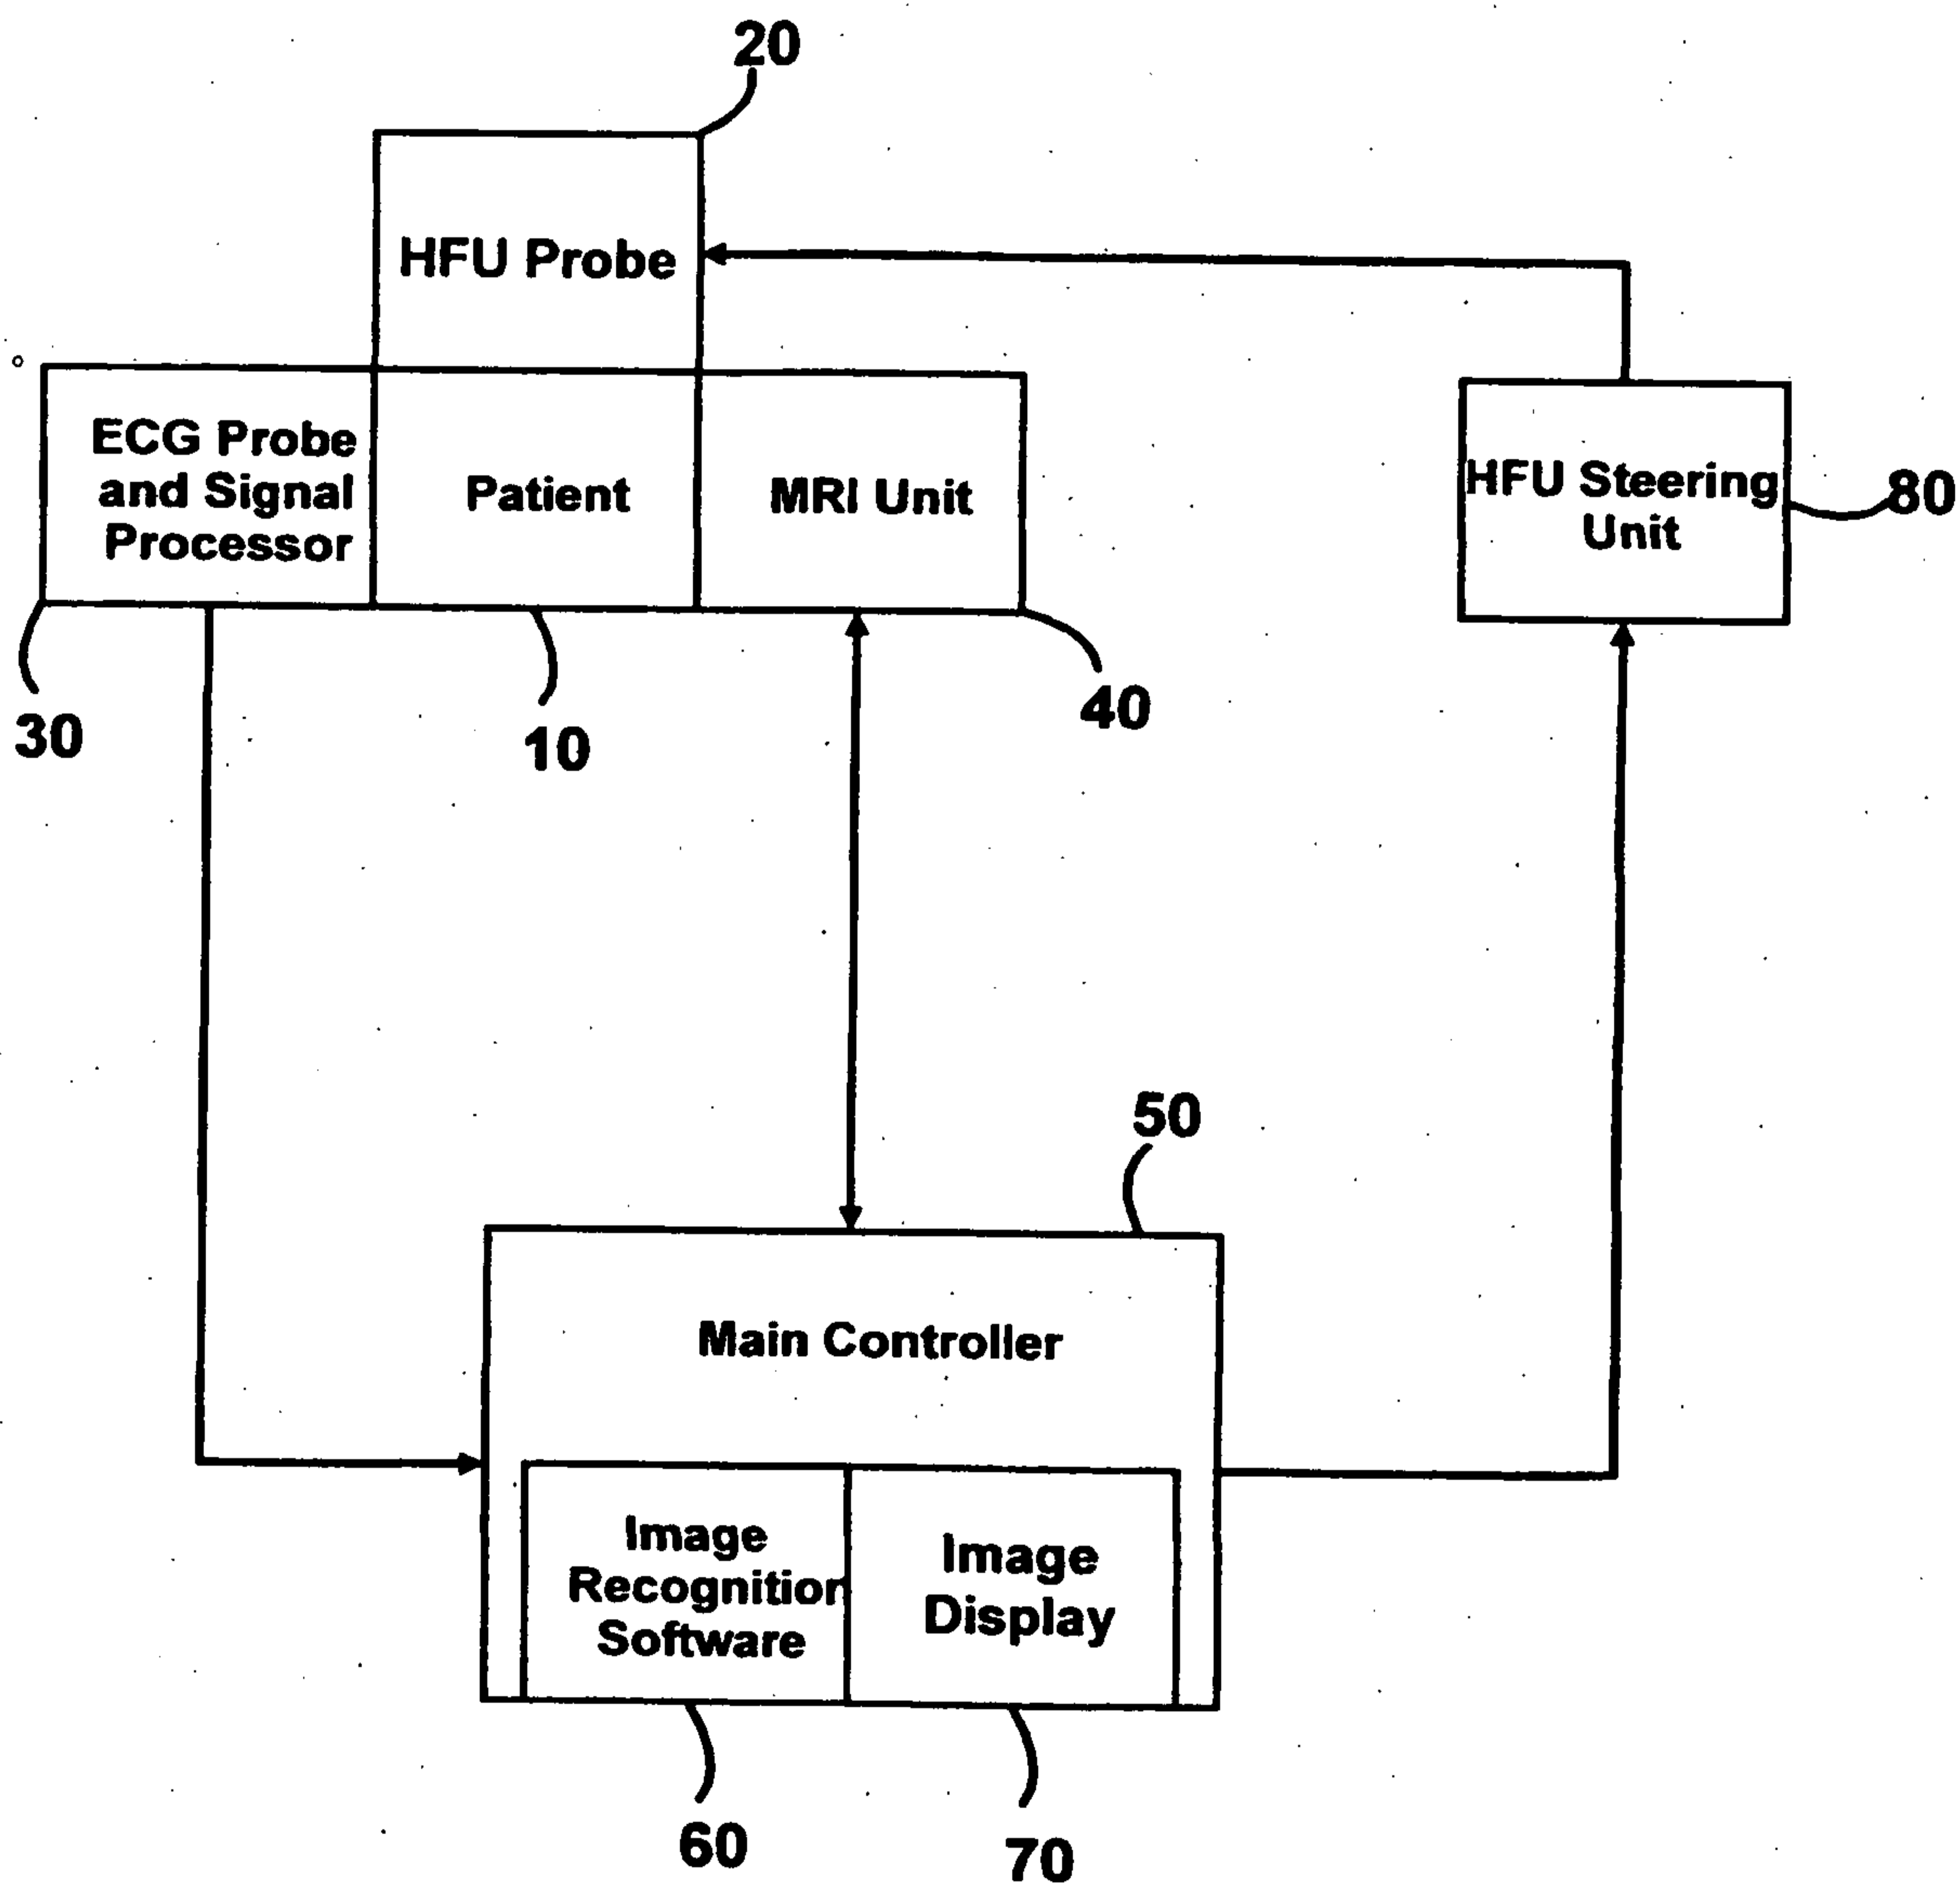 20
HFU Probe
ECG Probe
and Signal
Processor
Patient
MRI Unit
HFU Steering
Unit
80
30
10
40
50
Main Controller
Image
Recognition
Software
Image
Display
60
70